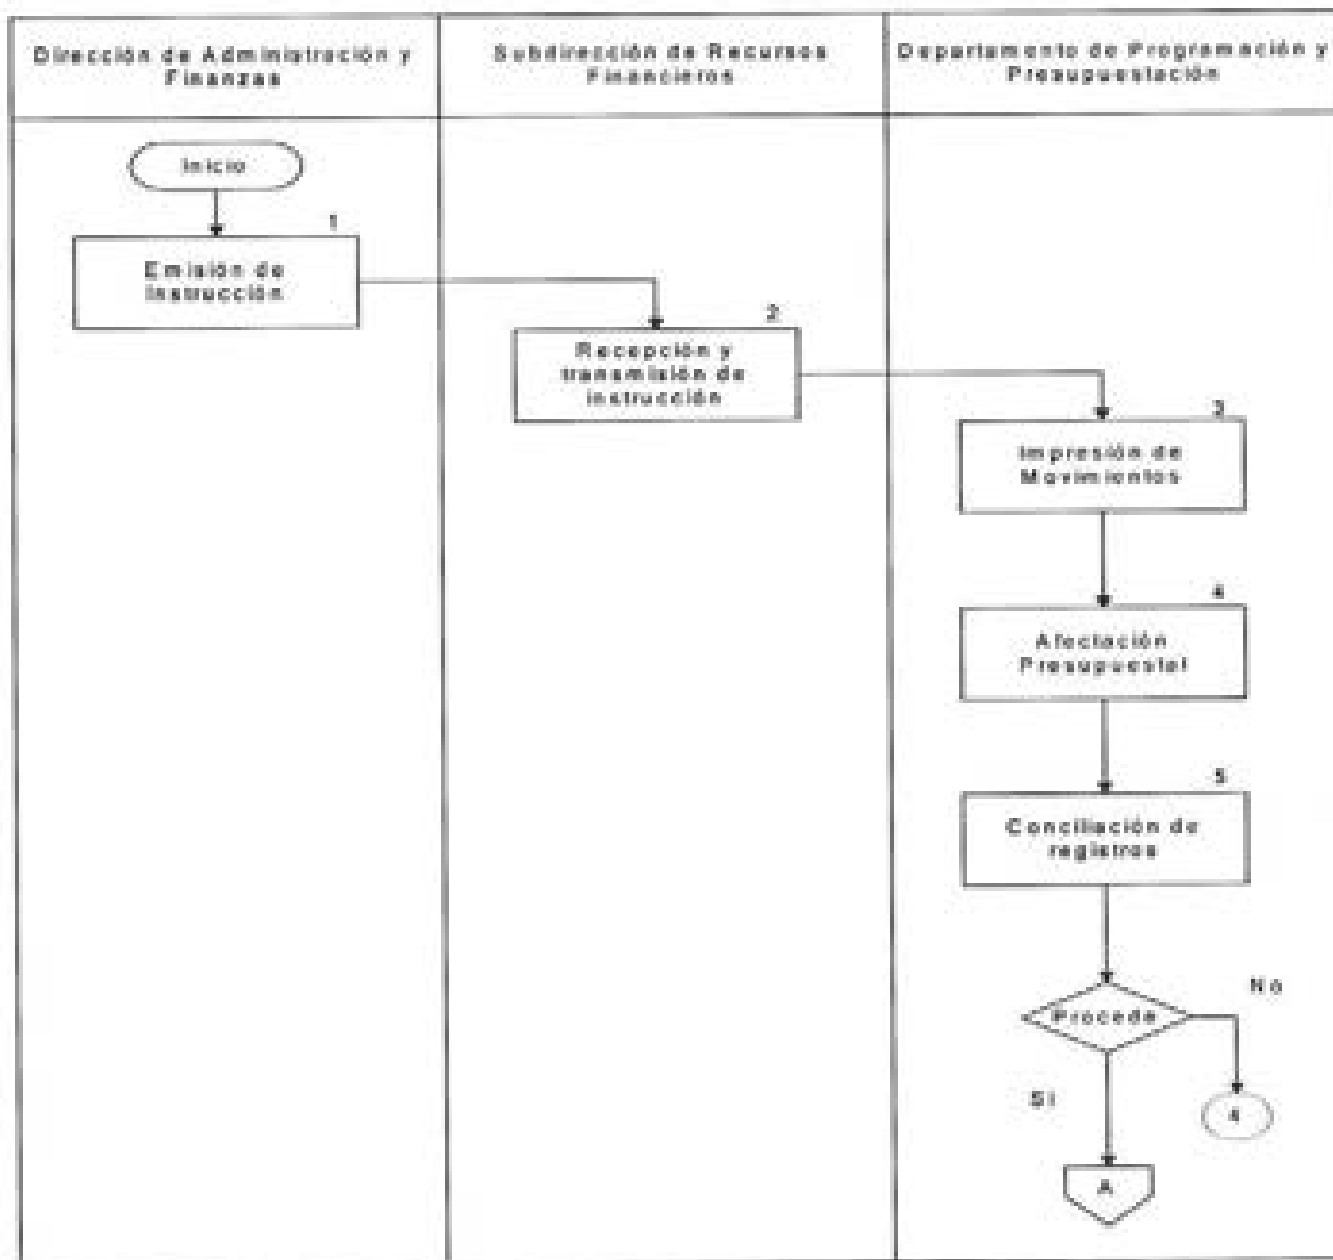 Dirección de Administración y
Finanzas
Subdirección de Recursos
Financieros
Departamento de Programación y
Presupuestación
Inicio
1
Emisión de
Instrucción
2
Recepción y
transmisión de
instrucción
3
Impresión de
Movimientos
4
Afectación
Presupuestal
5
Conciliación de
registros
Procede
No
Si
4
A